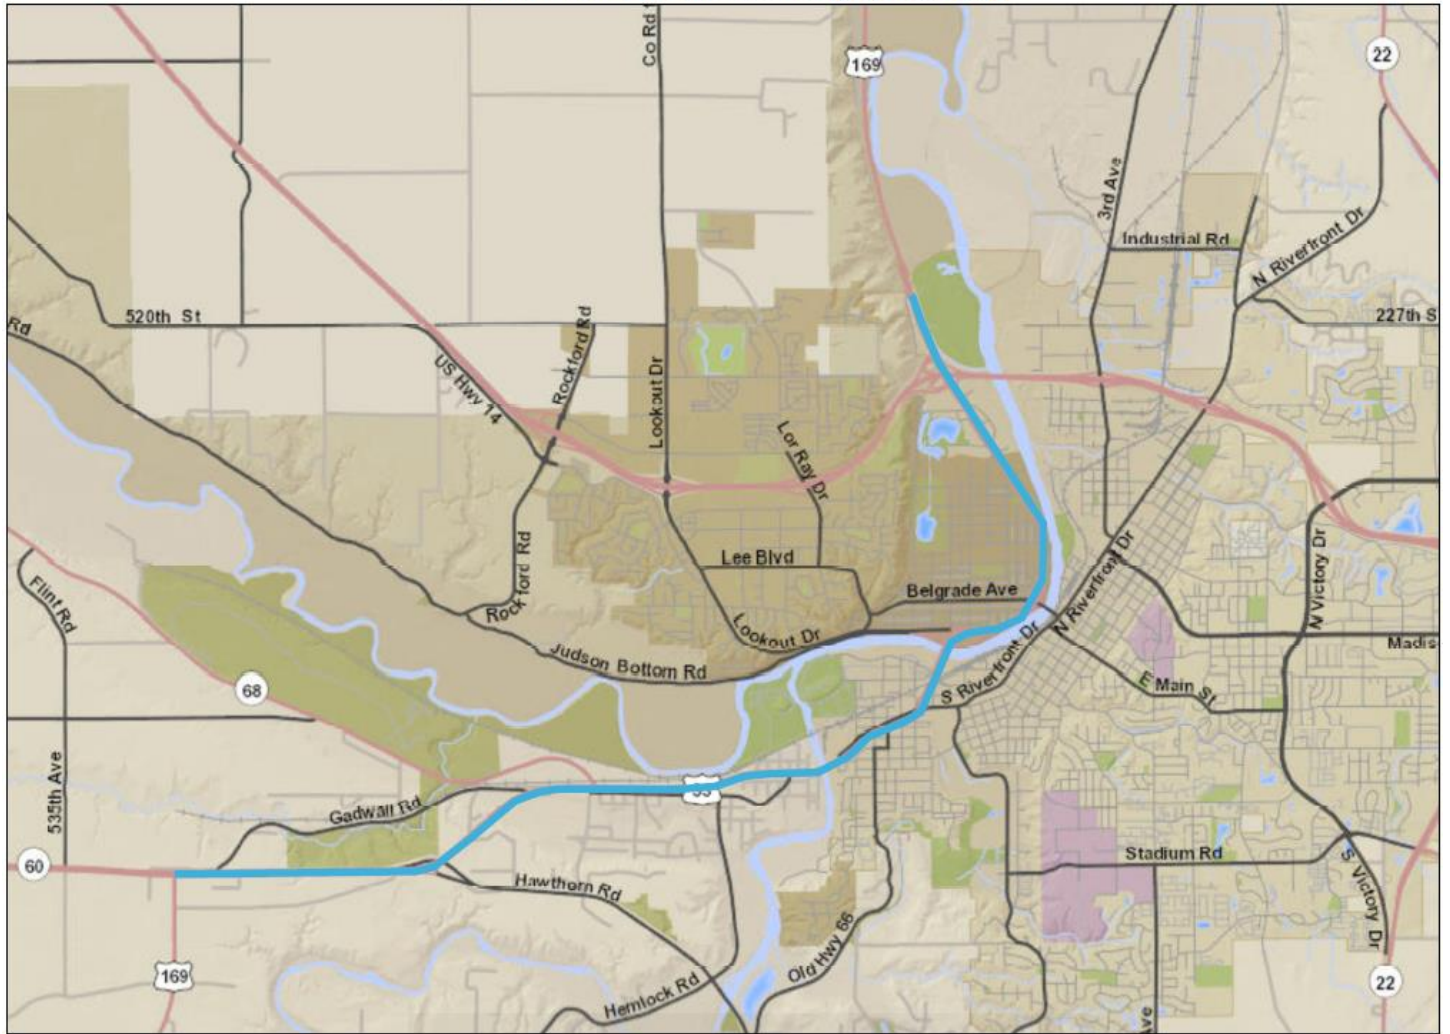 Co Rd
169
22
3rd Ave
Industrial Rd
N Riverfront Dr
227th S
520th St
Rd
US Hwy 14
Rockford Rd
Lookout Dr
Lor Ray Dr
Lee Blvd
Belgrade Ave
N Riverfront Dr
N Victory Dr
Flint Rd
Rockford Rd
Lookout Dr
Judson Bottom Rd
S Riverfront Dr
Madis
E Main St
68
535th Ave
Gadwall Rd
60
Hawthorn Rd
Stadium Rd
S Victory Dr
Old Hwy 66
169
Hemlock Rd
22
Ave